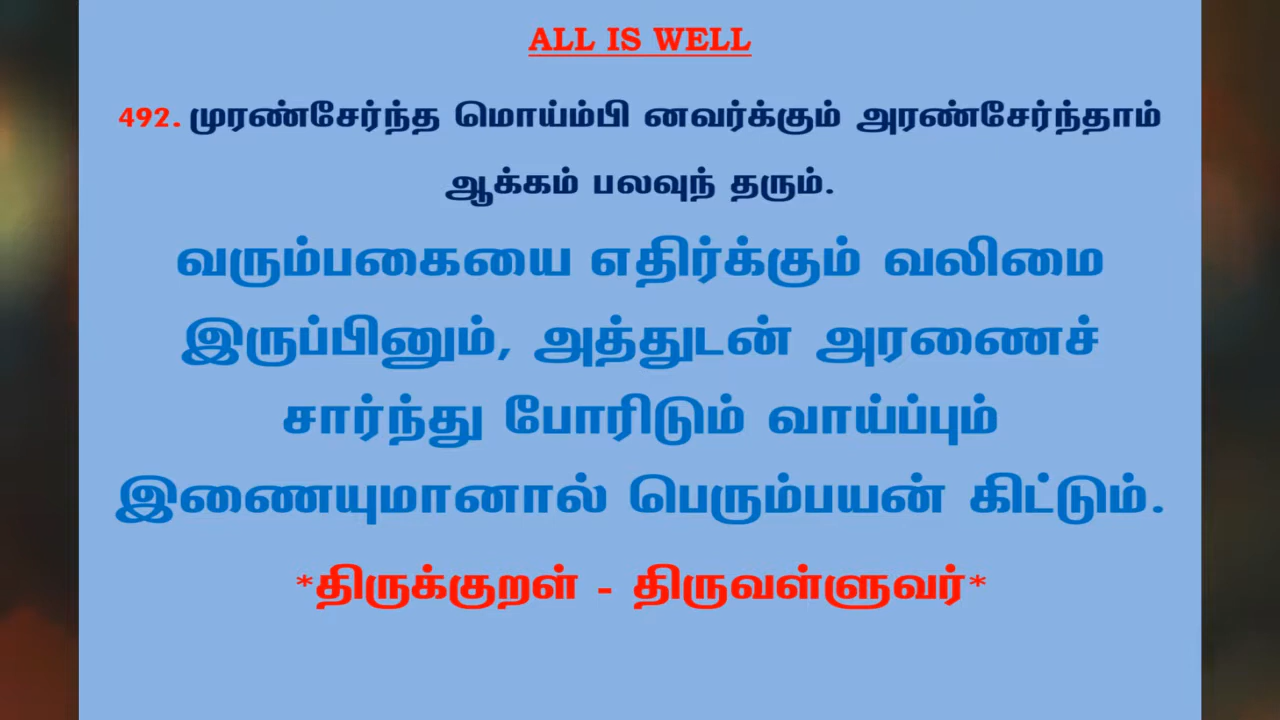 ALL IS WELL
492. முரண்சேர்ந்த மொய்ம்பி னவர்க்கும் அரண்சேர்ந்தாம்
ஆக்கம் பலவுந் தரும்.
வரும்பகையை எதிர்க்கும் வலிமை
இருப்பினும், அத்துடன் அரணைச்
சார்ந்து போரிடும் வாய்ப்பும்
இணையுமானால் பெரும்பயன் கிட்டும்.
*திருக்குறள் - திருவள்ளுவர்*